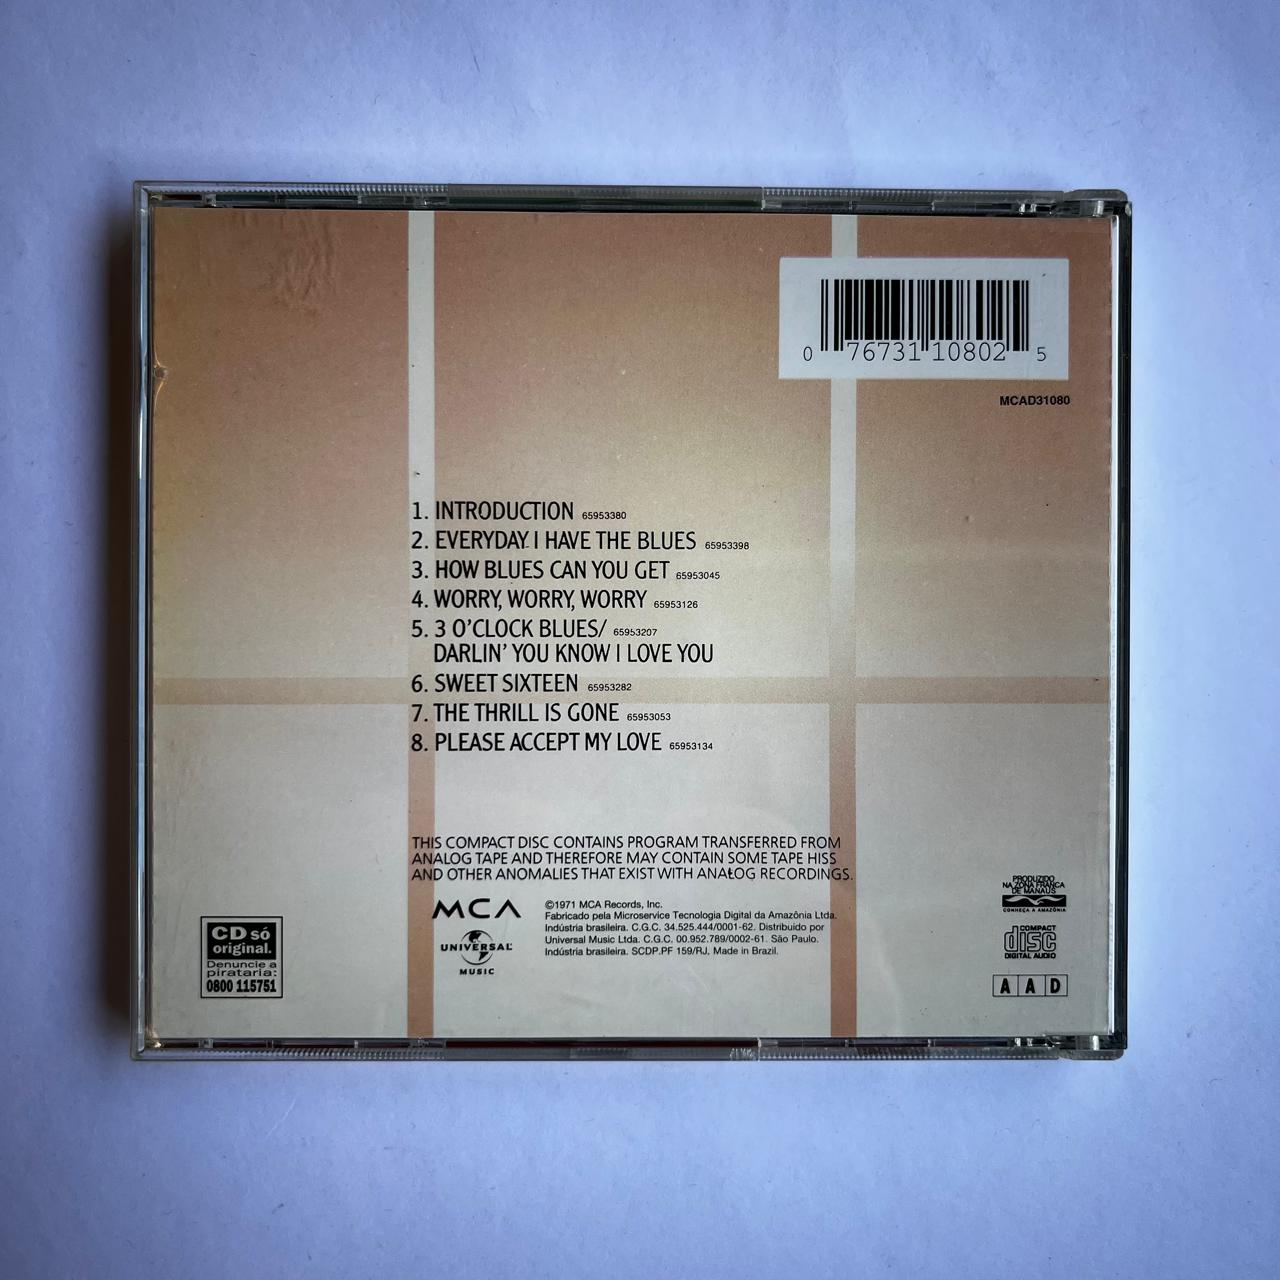 0 76731 10802 5
MCAD31080
1. INTRODUCTION 65953380
2. EVERYDAY I HAVE THE BLUES 65953398
3. HOW BLUES CAN YOU GET 65953045
4. WORRY, WORRY, WORRY 65953126
5. 3 O'CLOCK BLUES/ 65953207
DARLIN' YOU KNOW I LOVE YOU
6. SWEET SIXTEEN 65953282
7. THE THRILL IS GONE 65953053
8. PLEASE ACCEPT MY LOVE 65953134
THIS COMPACT DISC CONTAINS PROGRAM TRANSFERRED FROM
ANALOG TAPE AND THEREFORE MAY CONTAIN SOME TAPE HISS
AND OTHER ANOMALIES THAT EXIST WITH ANALOG RECORDINGS.
MCA
UNIVERSAL
MUSIC
©1971 MCA Records, Inc.
Fabricado pela Microservice Tecnologia Digital da Amazônia Ltda.
Indústria brasileira. C.G.C. 34.525.444/0001-62. Distribuido por
Universal Music Ltda. C.G.C. 00.952.789/0002-61. São Paulo.
Indústria brasileira. SCDP.PF 159/RJ. Made in Brazil.
CD só
original.
Denuncie a
pirataria:
0800 115751
PRODUZIDO
NA ZONA FRANCA
DE MANAUS
CONHEÇA A AMAZÔNIA
COMPACT
disc
DIGITAL AUDIO
A A D